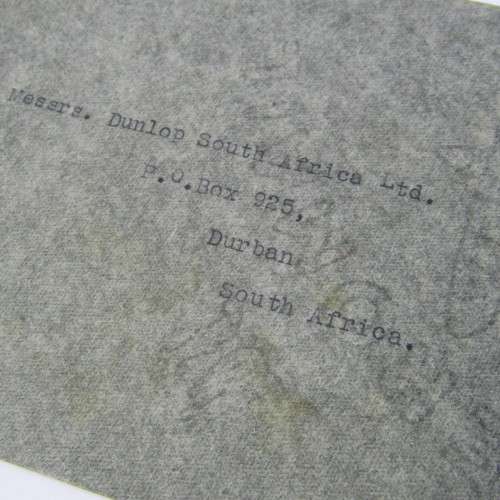 Messrs. Dunlop South Africa Ltd.
P.O.Box 925,
Durban
South Africa.